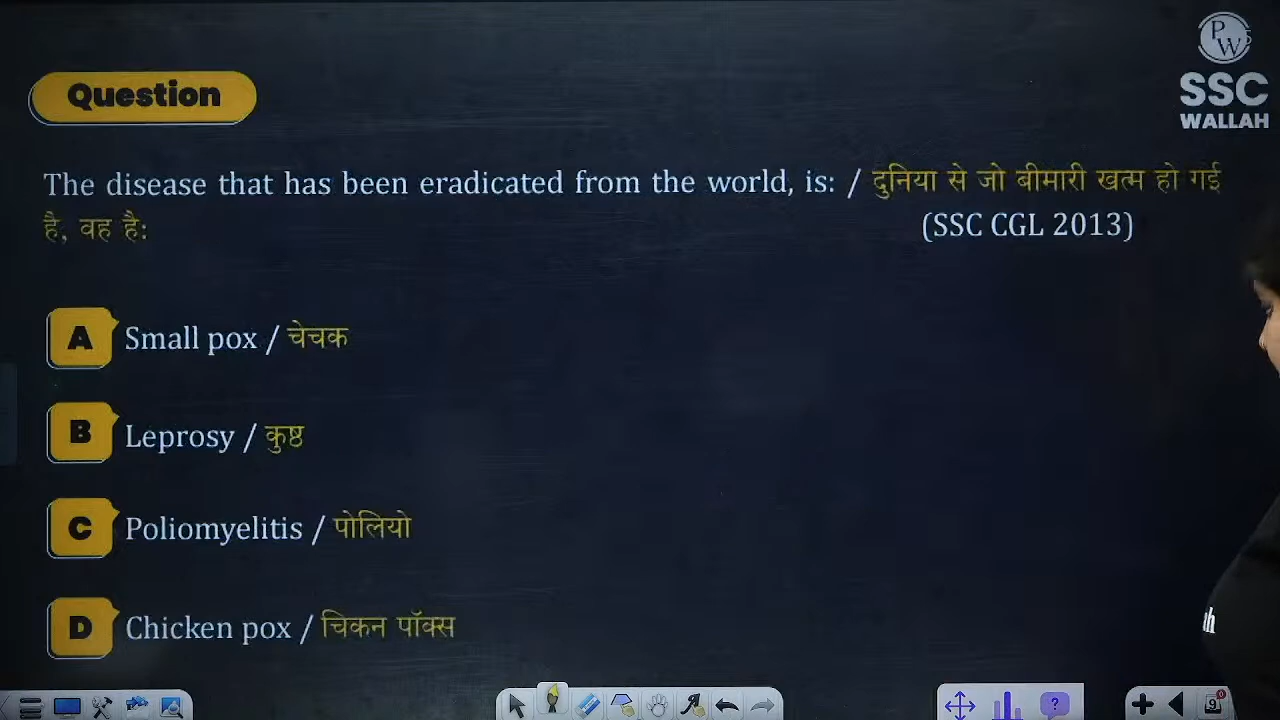 PW
SSC
WALLAH
Question
The disease that has been eradicated from the world, is: / दुनिया से जो बीमारी खत्म हो गई
है, वह है:
(SSC CGL 2013)
A Small pox / चेचक
B Leprosy / कुष्ठ
C Poliomyelitis / पोलियो
D Chicken pox / चिकन पॉक्स